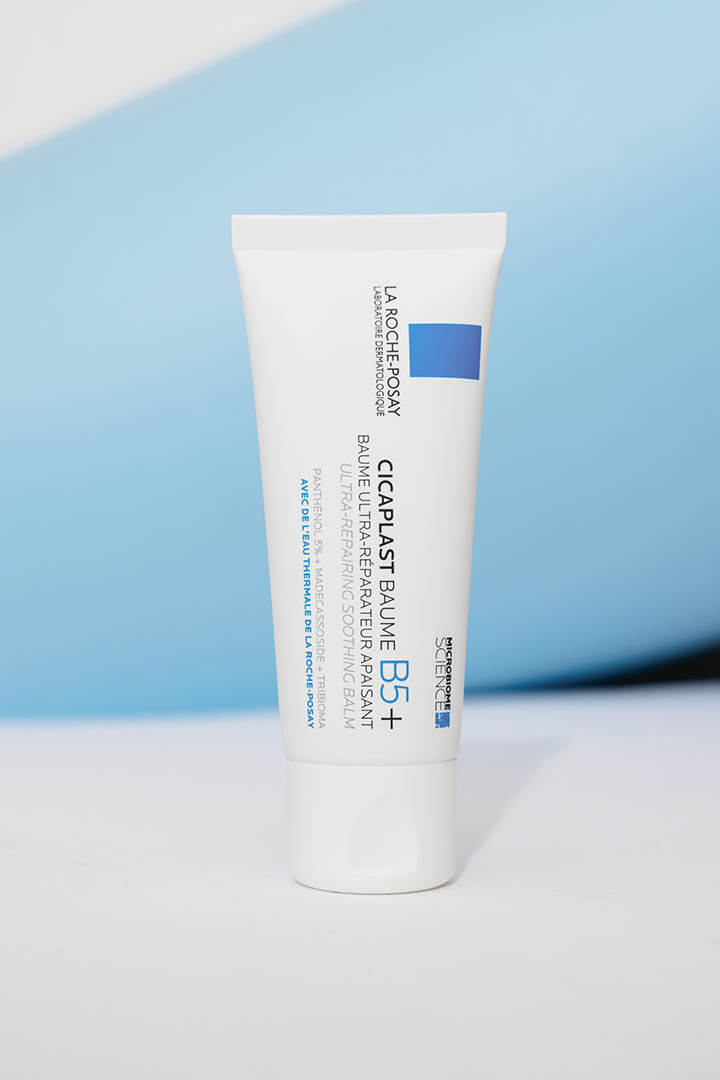 LA ROCHE-POSAY
LABORATOIRE DERMATOLOGIQUE
CICAPLAST BAUME B5+
BAUME ULTRA-RÉPARATEUR APAISANT
ULTRA-REPAIRING SOOTHING BALM
PANTHENOL 5% + MADECASSOSIDE + TRIBIOMA
AVEC DE L'EAU THERMALE DE LA ROCHE-POSAY
MICROBIOME
SCIENCE